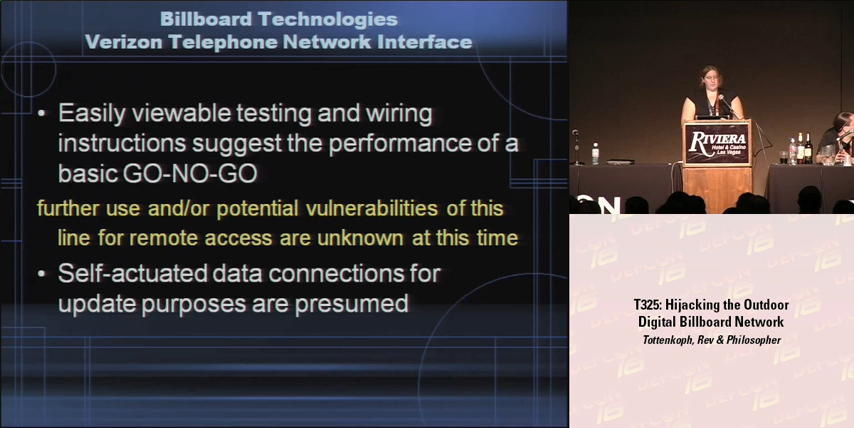 Billboard Technologies
Verizon Telephone Network Interface
• Easily viewable testing and wiring
instructions suggest the performance of a
basic GO-NO-GO
further use and/or potential vulnerabilities of this
line for remote access are unknown at this time
• Self-actuated data connections for
update purposes are presumed
RIVIERA
Hotel & Casino
Las Vegas
T325: Hijacking the Outdoor
Digital Billboard Network
Tottenkoph, Rev & Philosopher
DEFCON
16